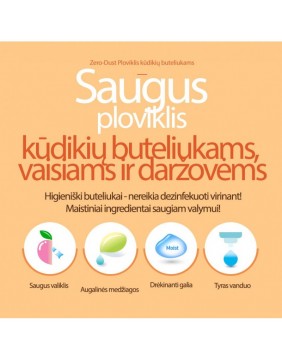 Zero-Dust Ploviklis kūdikių buteliukams
Saugus
ploviklis
kūdikių buteliukams,
vaisiams ir daržovėms
Higieniški buteliukai - nereikia dezinfekuoti virinant!
Maistiniai ingredientai saugiam valymui!
Moist
Saugus valiklis
Augalinės medžiagos
Drėkinanti galia
Tyras vanduo